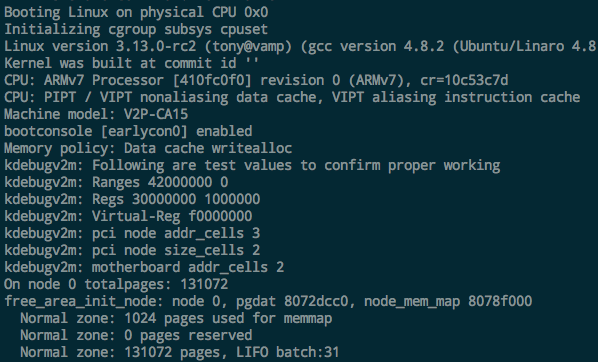 Booting Linux on physical CPU 0x0
Initializing cgroup subsys cpuset
Linux version 3.13.0-rc2 (tony@vamp) (gcc version 4.8.2 (Ubuntu/Linaro 4.8
Kernel was built at commit id ''
CPU: ARMv7 Processor [410fc0f0] revision 0 (ARMv7), cr=10c53c7d
CPU: PIPT / VIPT nonaliasing data cache, VIPT aliasing instruction cache
Machine model: V2P-CA15
bootconsole [earlycon0] enabled
Memory policy: Data cache writealloc
kdebugv2m: Following are test values to confirm proper working
kdebugv2m: Ranges 42000000 0
kdebugv2m: Regs 30000000 1000000
kdebugv2m: Virtual-Reg f0000000
kdebugv2m: pci node addr_cells 3
kdebugv2m: pci node size_cells 2
kdebugv2m: motherboard addr_cells 2
On node 0 totalpages: 131072
free_area_init_node: node 0, pgdat 8072dcc0, node_mem_map 8078f000
  Normal zone: 1024 pages used for memmap
  Normal zone: 0 pages reserved
  Normal zone: 131072 pages, LIFO batch:31